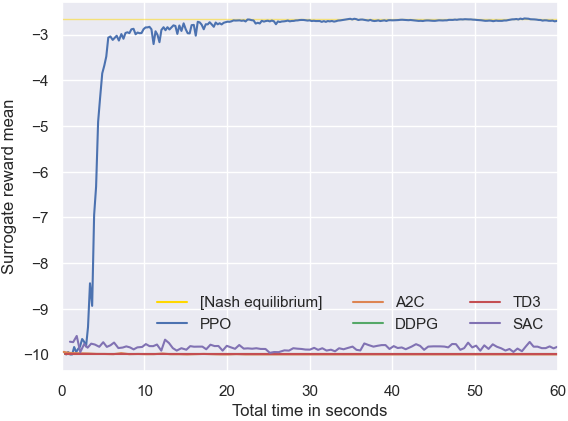 Surrogate reward mean
−3
−4
−5
−6
−7
−8
−9
−10
[Nash equilibrium]
PPO
A2C
DDPG
TD3
SAC
0
10
20
30
40
50
60
Total time in seconds